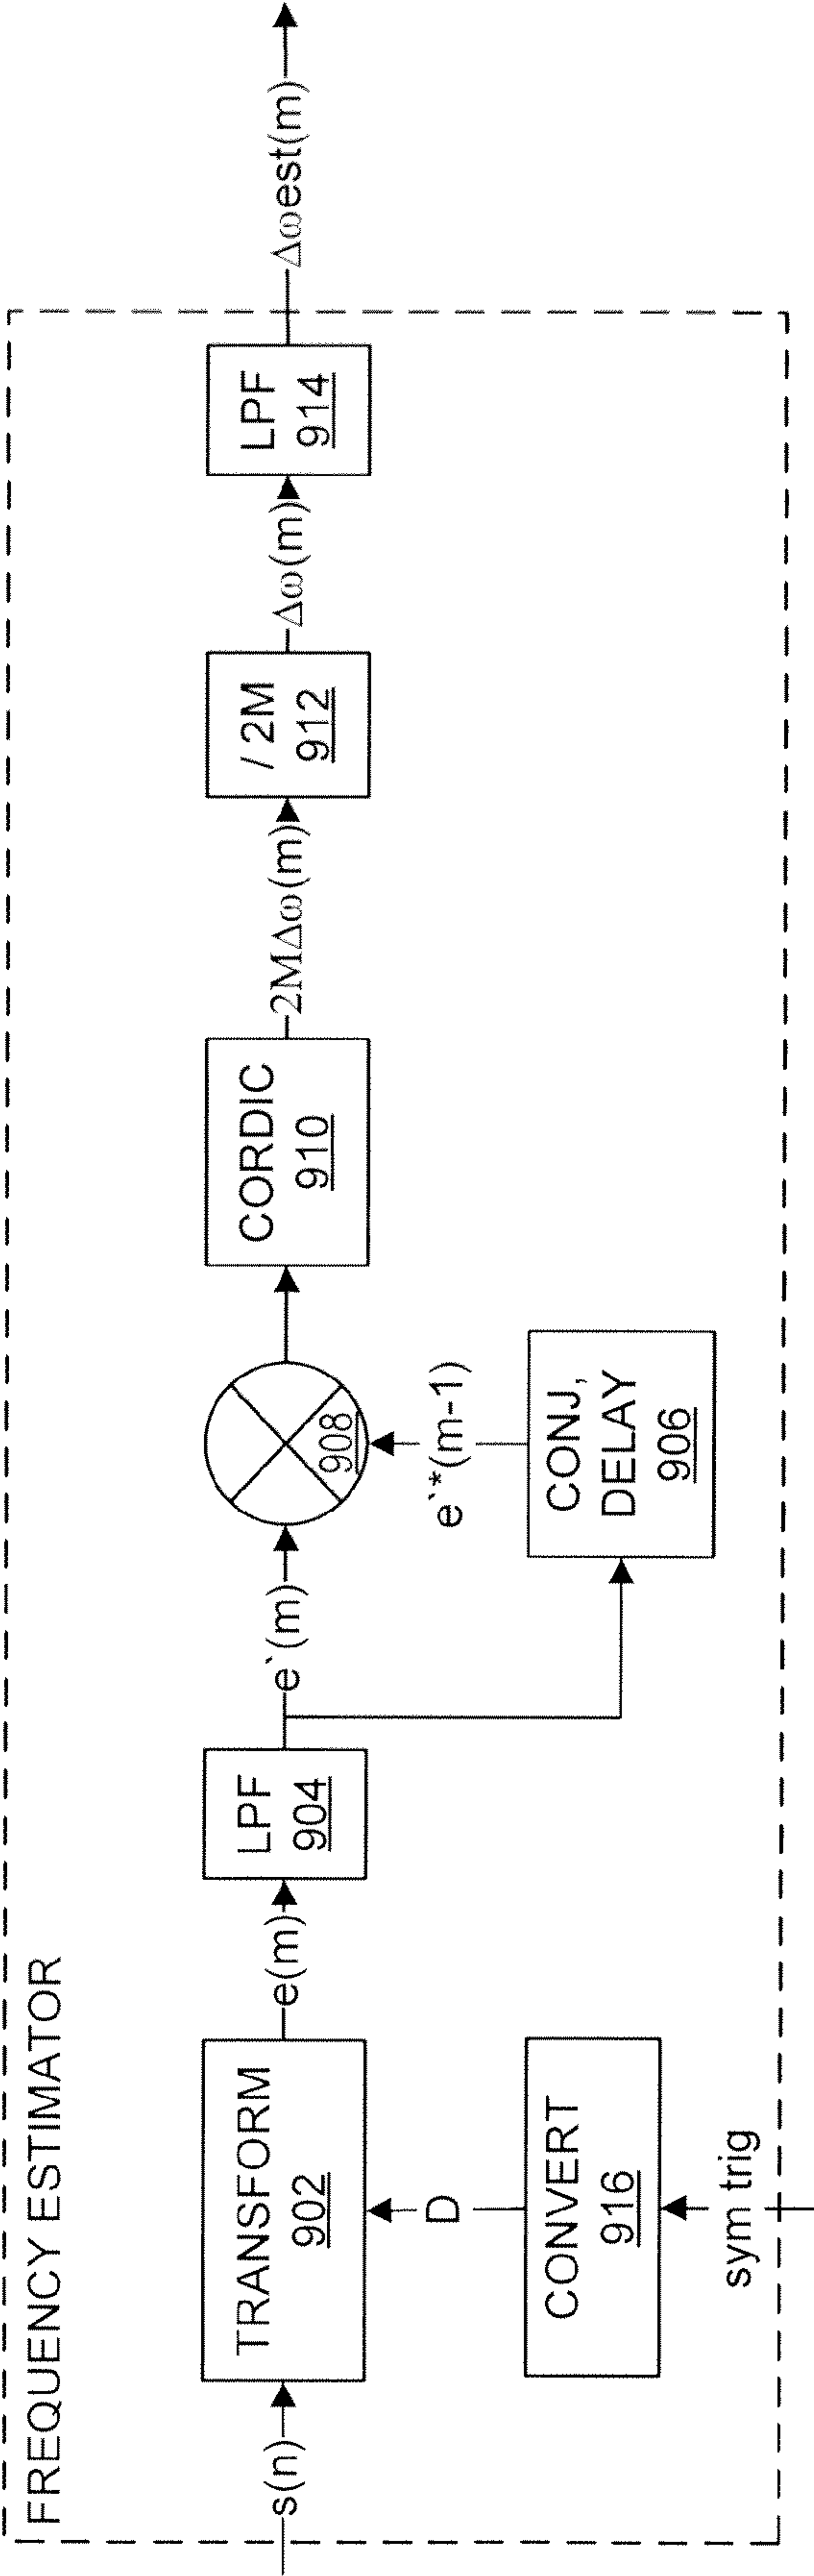 FREQUENCY ESTIMATOR
s(n)
TRANSFORM
902
e(m)
LPF
904
e`(m)
908
CORDIC
910
2MΔω(m)
/ 2M
912
Δω(m)
LPF
914
Δωest(m)
D
CONVERT
916
sym trig
e`*(m-1)
CONJ,
DELAY
906